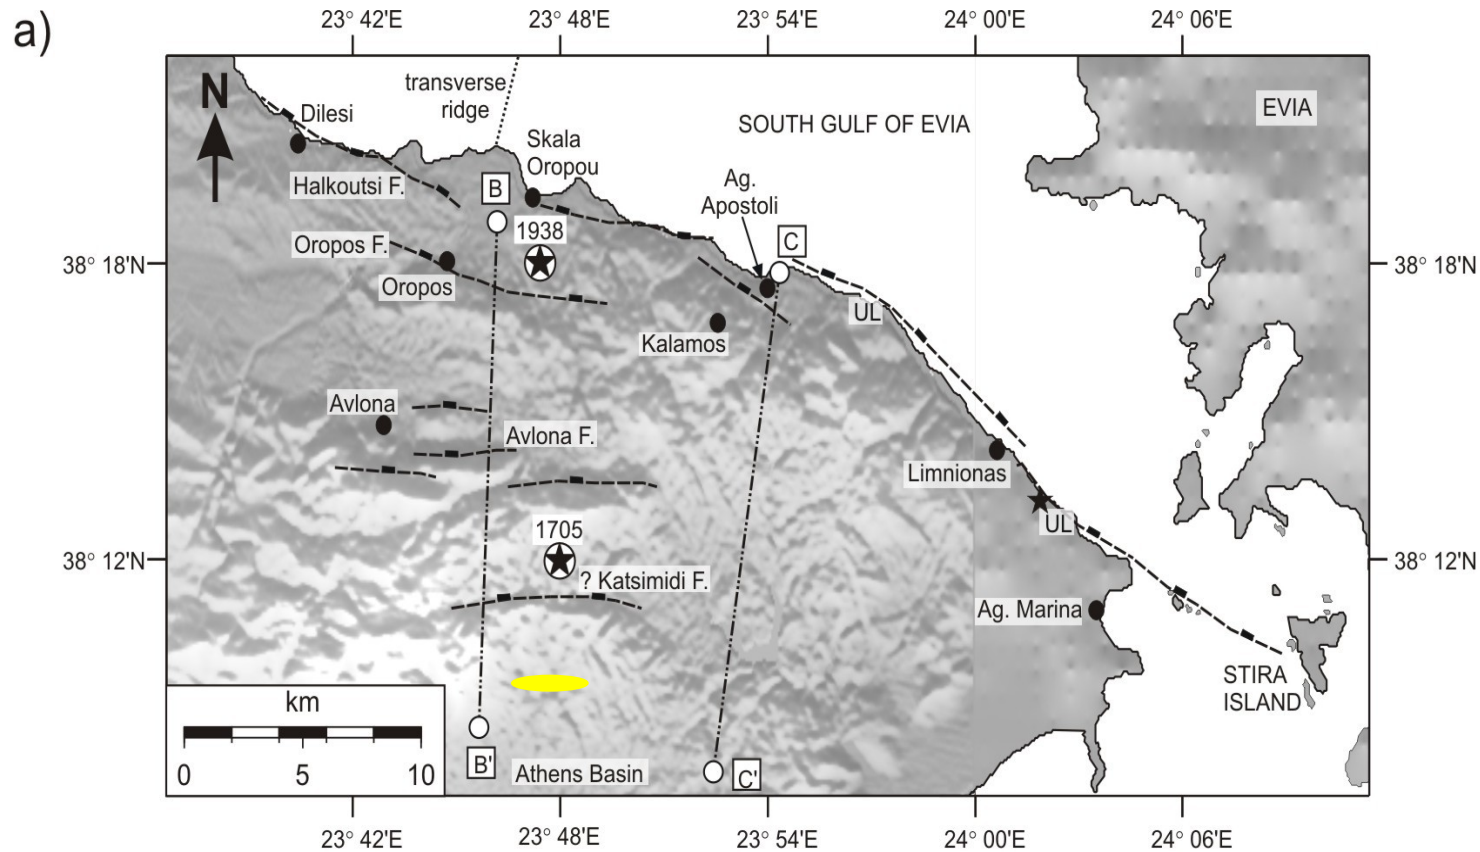 a)
23° 42'E
23° 48'E
23° 54'E
24° 00'E
24° 06'E
transverse
ridge
N
Dilesi
SOUTH GULF OF EVIA
EVIA
Skala
Oropou
Halkoutsi F.
B
Ag.
Apostoli
1938
C
Oropos F.
38° 18'N
38° 18'N
Oropos
UL
Kalamos
Avlona
Avlona F.
Limnionas
1705
UL
38° 12'N
38° 12'N
? Katsimidi F.
Ag. Marina
STIRA
ISLAND
km
0
5
10
B'
Athens Basin
C'
23° 42'E
23° 48'E
23° 54'E
24° 00'E
24° 06'E